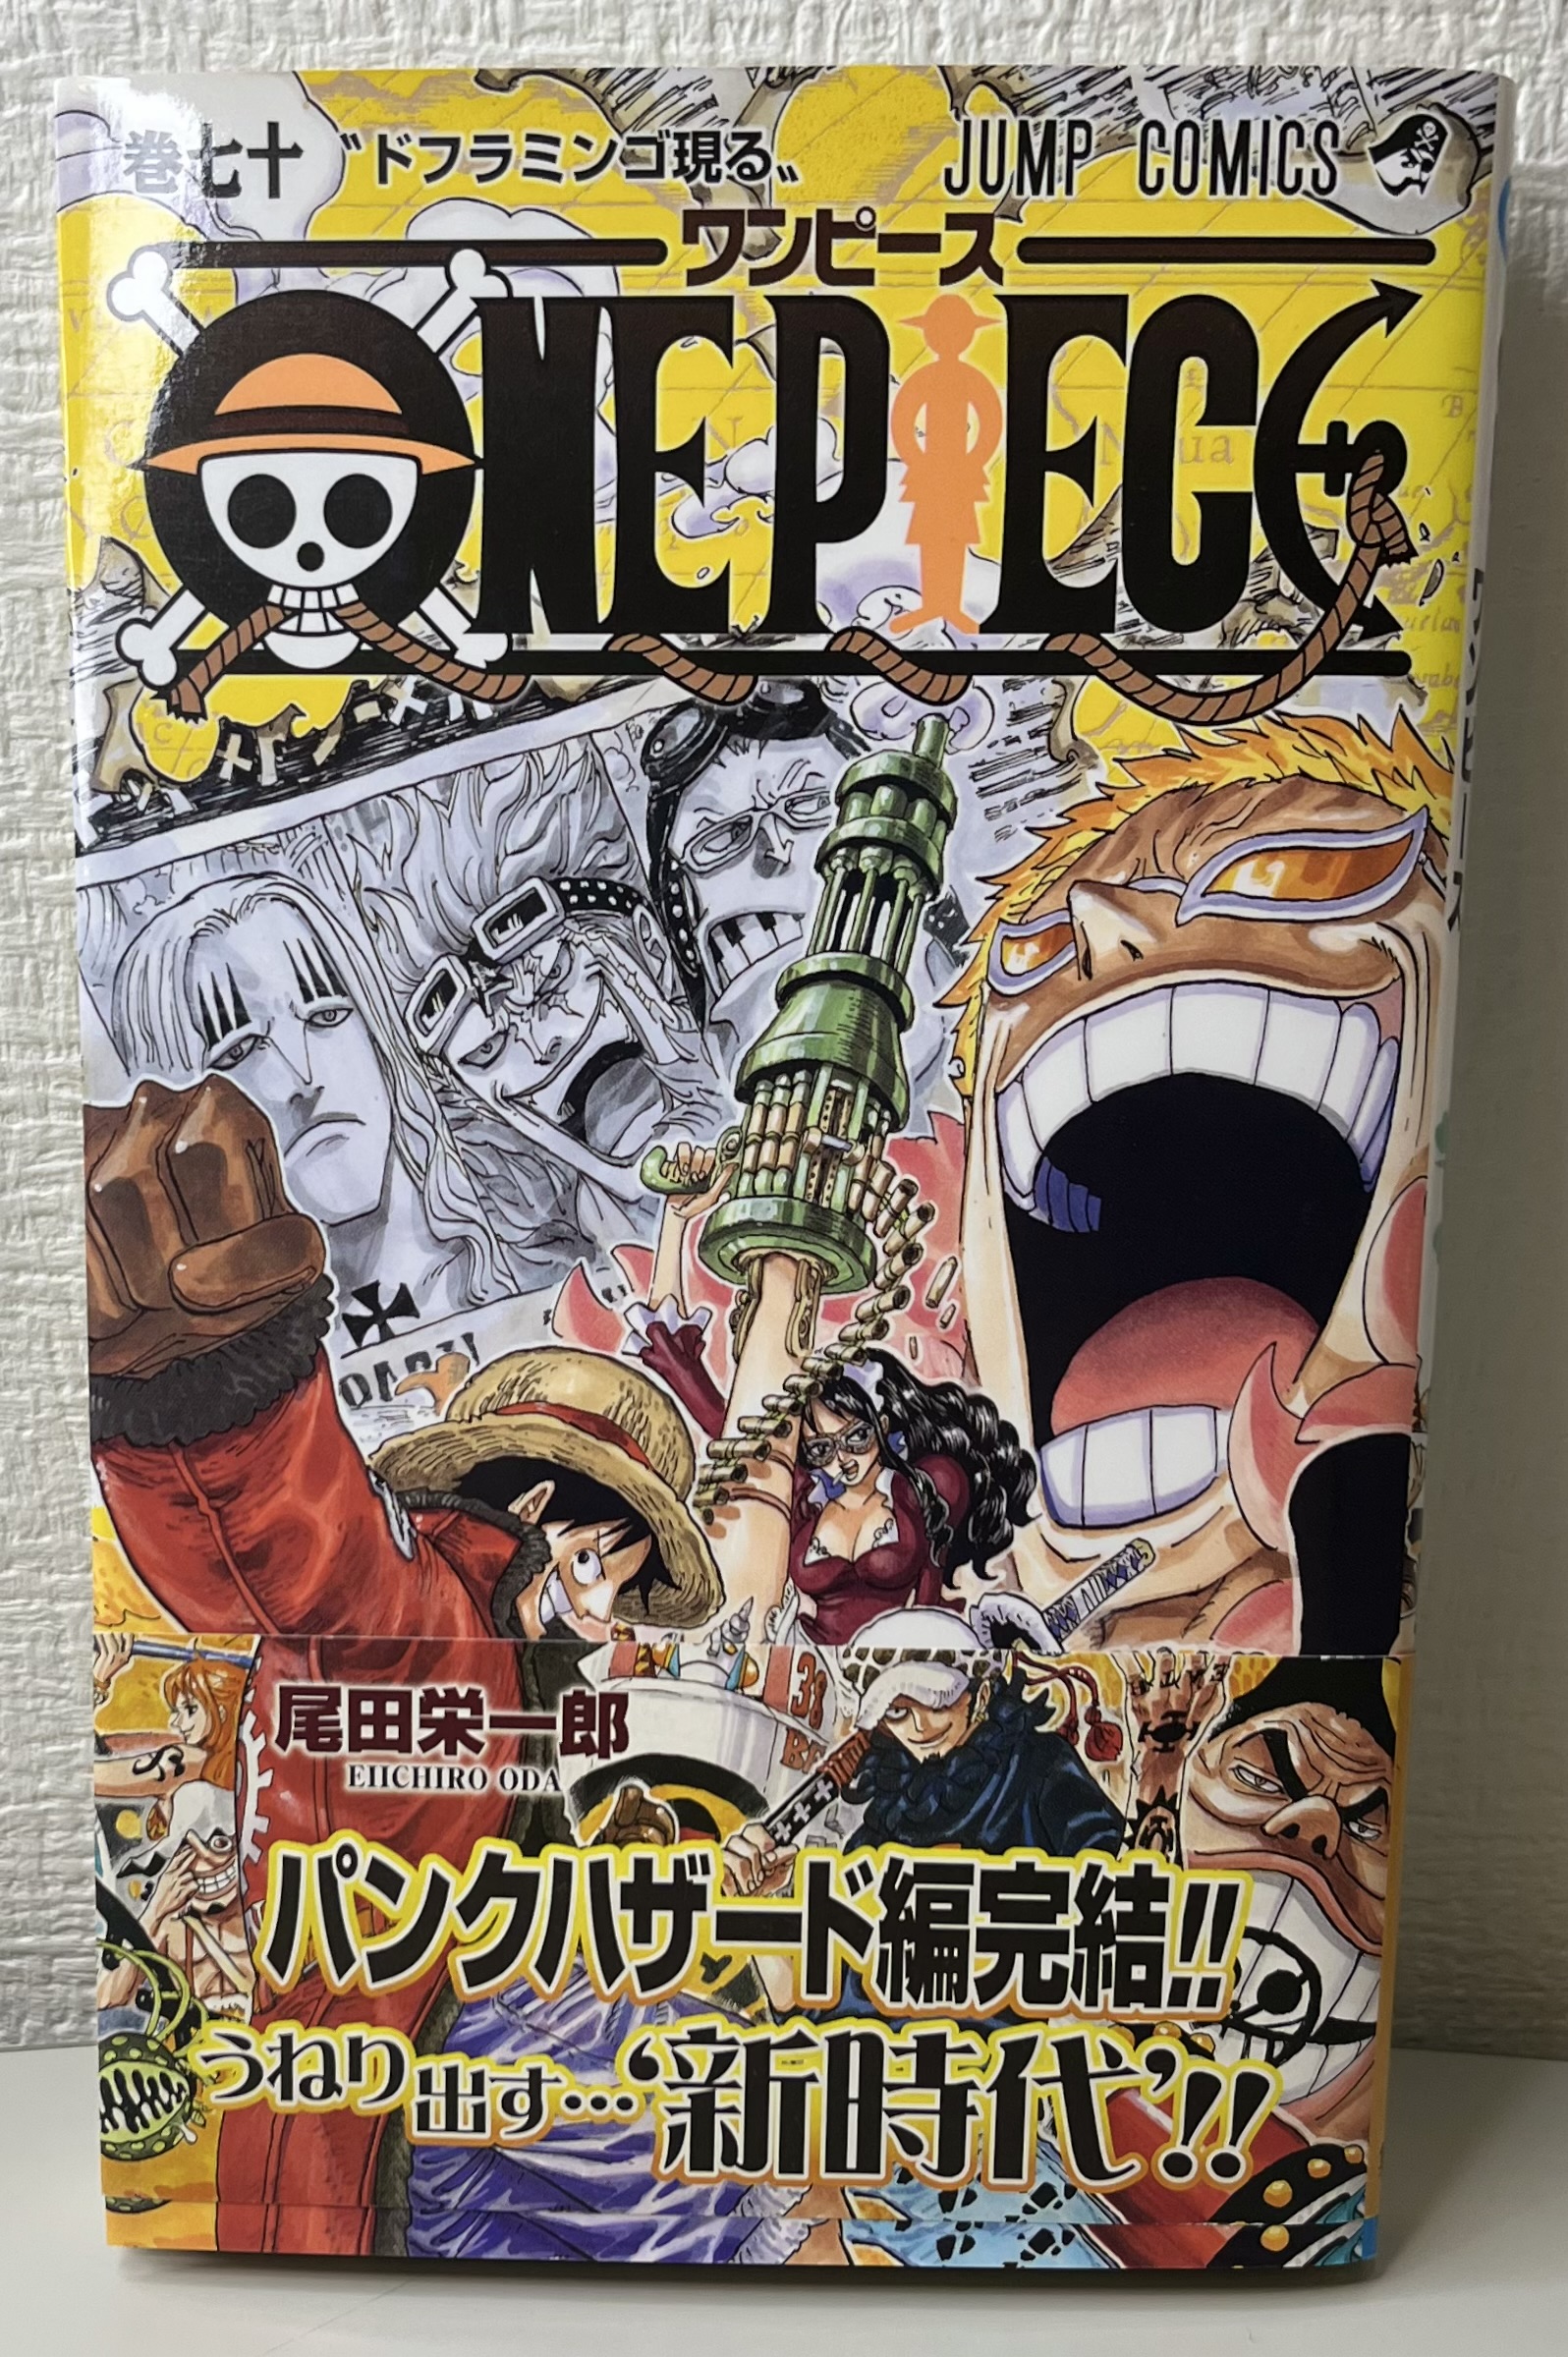 巻七十 〝ドフラミンゴ現る〟 JUMP COMICS
ワンピース
ONE PIECE
尾田栄一郎
EIICHIRO ODA
パンクハザード編完結!!
うねり出す…‘新時代’!!